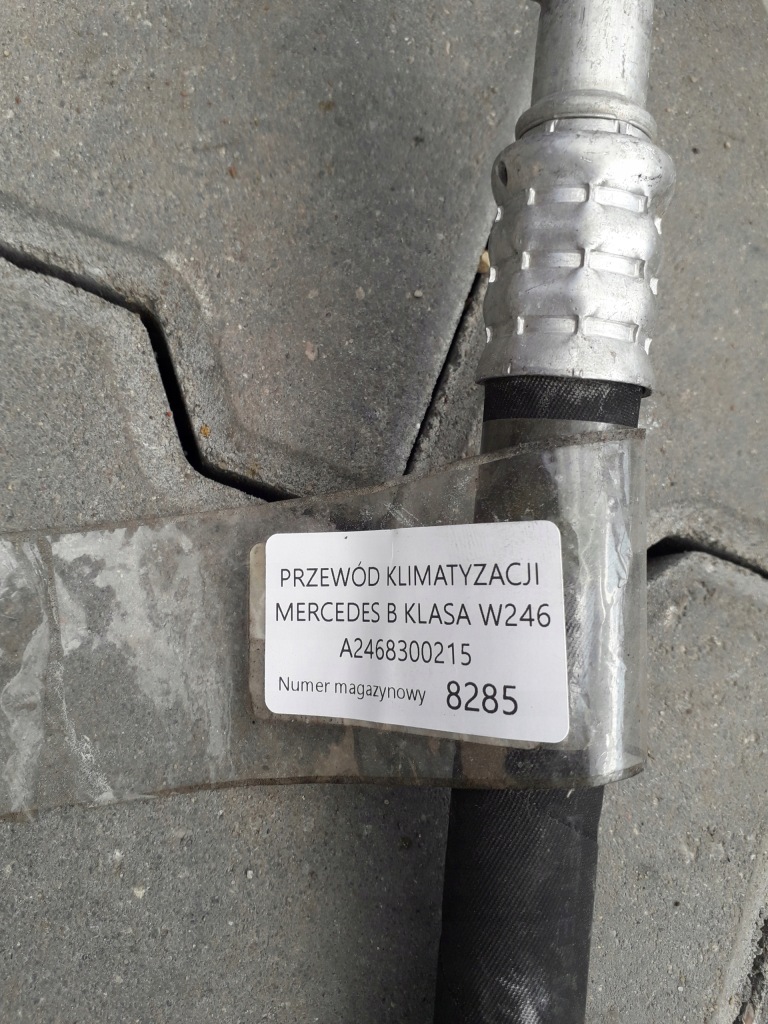 PRZEWÓD KLIMATYZACJI
MERCEDES B KLASA W246
A2468300215
Numer magazynowy 8285